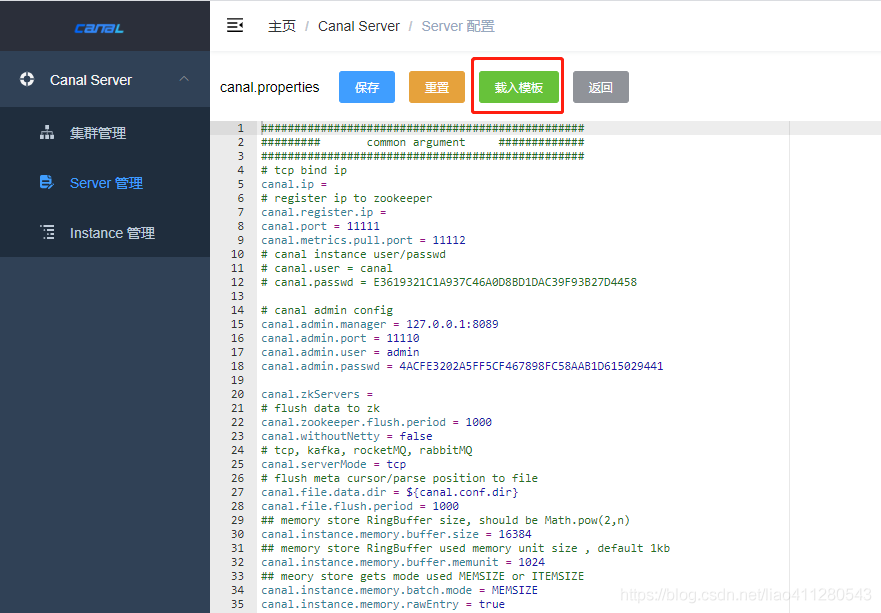 canal
主页 / Canal Server / Server 配置
Canal Server
集群管理
Server 管理
Instance 管理
canal.properties 保存 重置 载入模板 返回
1 #################################################
2 ######### common argument #############
3 #################################################
4 # tcp bind ip
5 canal.ip =
6 # register ip to zookeeper
7 canal.register.ip =
8 canal.port = 11111
9 canal.metrics.pull.port = 11112
10 # canal instance user/passwd
11 # canal.user = canal
12 # canal.passwd = E3619321C1A937C46A0D8BD1DAC39F93B27D4458
13
14 # canal admin config
15 canal.admin.manager = 127.0.0.1:8089
16 canal.admin.port = 11110
17 canal.admin.user = admin
18 canal.admin.passwd = 4ACFE3202A5FF5CF467898FC58AAB1D615029441
19
20 canal.zkServers =
21 # flush data to zk
22 canal.zookeeper.flush.period = 1000
23 canal.withoutNetty = false
24 # tcp, kafka, rocketMQ, rabbitMQ
25 canal.serverMode = tcp
26 # flush meta cursor/parse position to file
27 canal.file.data.dir = ${canal.conf.dir}
28 canal.file.flush.period = 1000
29 ## memory store RingBuffer size, should be Math.pow(2,n)
30 canal.instance.memory.buffer.size = 16384
31 ## memory store RingBuffer used memory unit size , default 1kb
32 canal.instance.memory.buffer.memunit = 1024
33 ## meory store gets mode used MEMSIZE or ITEMSIZE
34 canal.instance.memory.batch.mode = MEMSIZE
35 canal.instance.memory.rawEntry = true
https://blog.csdn.net/liao411280543